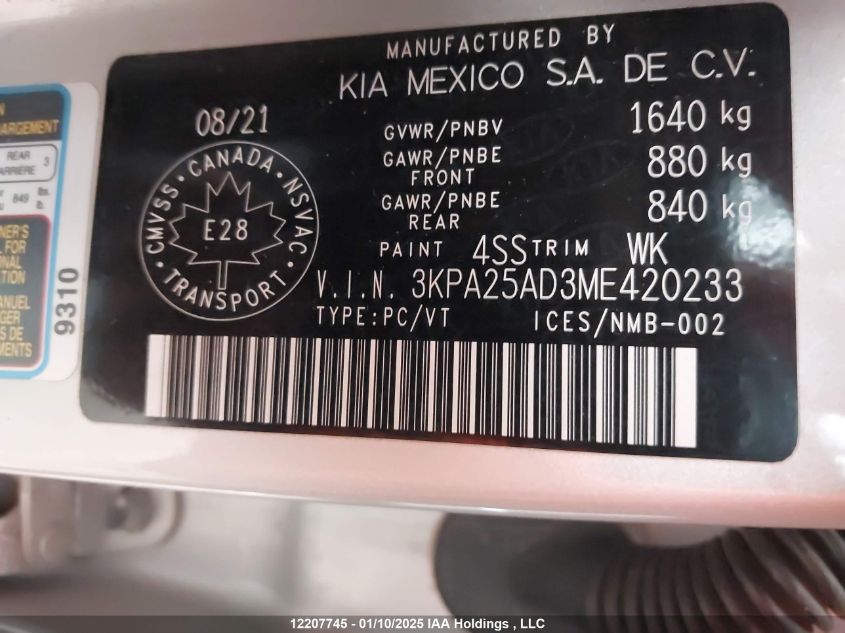 MANUFACTURED BY
KIA MEXICO S.A. DE C.V.
08/21
GVWR/PNBV 1640 kg
GAWR/PNBE FRONT 880 kg
GAWR/PNBE REAR 840 kg
PAINT 4SS TRIM WK
V.I.N. 3KPA25AD3ME420233
TYPE:PC/VT ICES/NMB-002
CMVSS • CANADA • NSVAC • TRANSPORT •
E28
REAR 3
849 lbs.
9310
12207745 - 01/10/2025 IAA Holdings , LLC